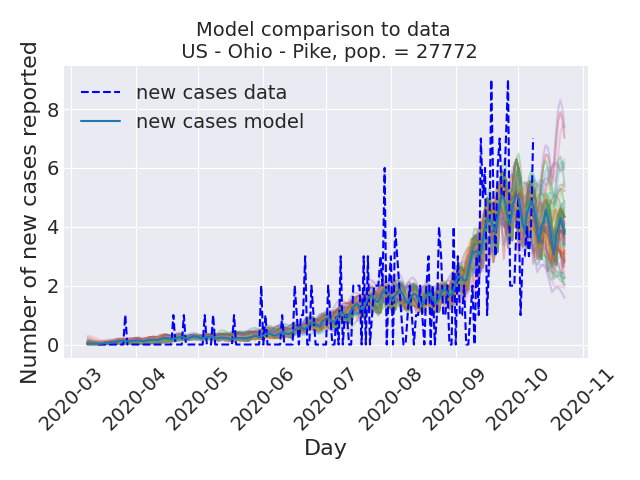 Model comparison to data
US - Ohio - Pike, pop. = 27772
Number of new cases reported
8
6
4
2
0
new cases data
new cases model
2020-03
2020-04
2020-05
2020-06
2020-07
2020-08
2020-09
2020-10
2020-11
Day